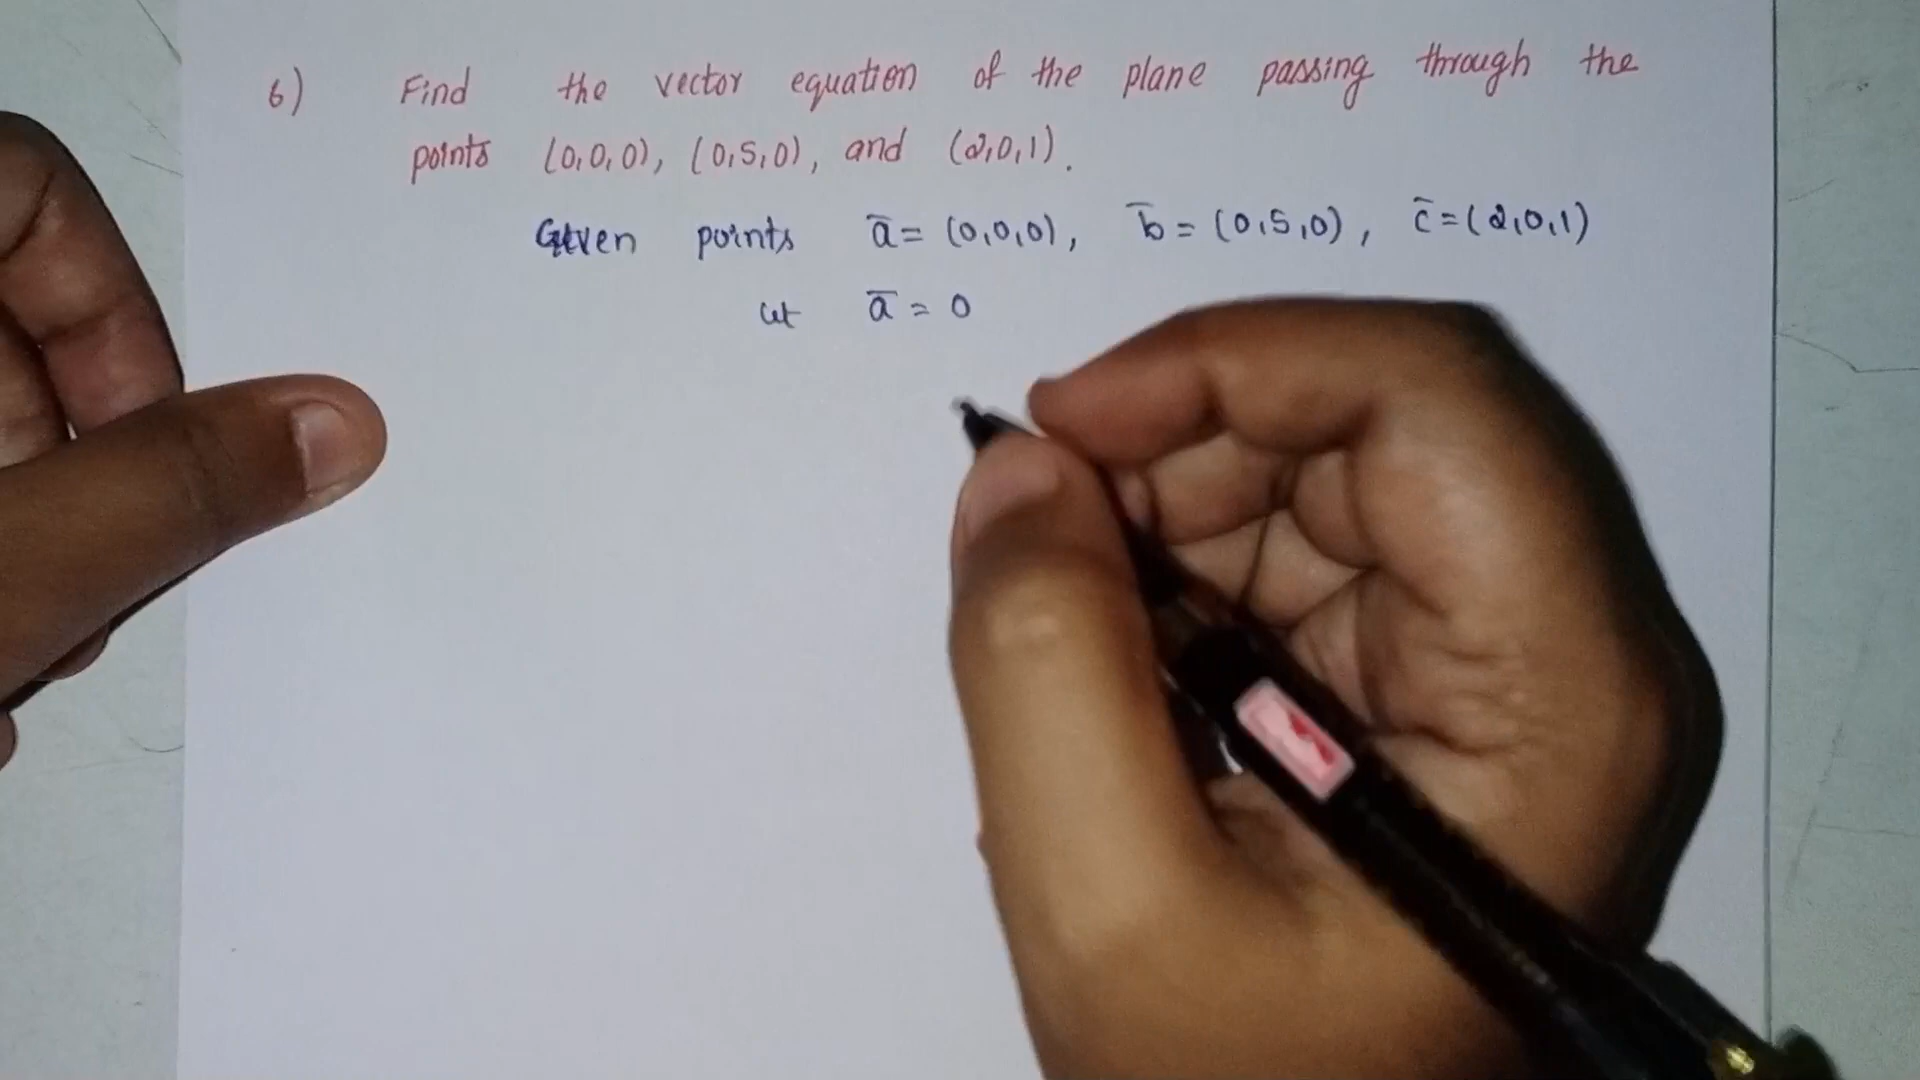 6) Find the vector equation of the plane passing through the
points (0,0,0), (0,5,0), and (2,0,1).
Given points a̅ = (0,0,0), b̅ = (0,5,0), c̅ = (2,0,1)
let a̅ = 0